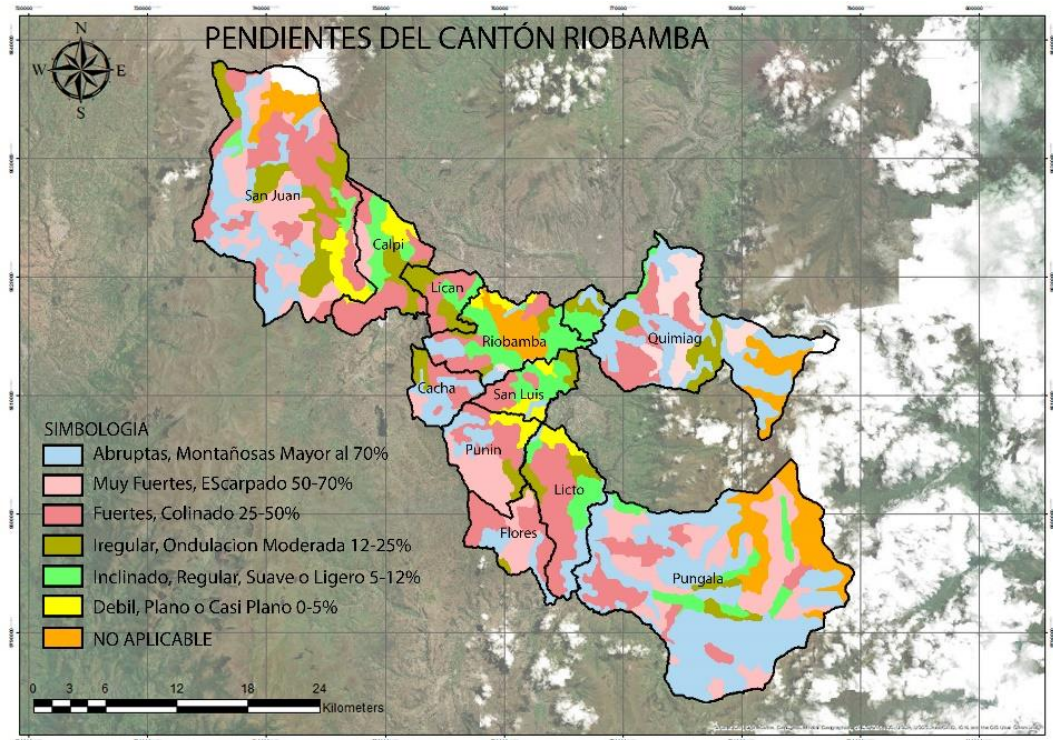 PENDIENTES DEL CANTÓN RIOBAMBA
N
W
E
S
San Juan
Calpi
Lican
Riobamba
Quimiag
Cacha
San Luis
Punin
Licto
Flores
Pungala
SIMBOLOGIA
Abruptas, Montañosas Mayor al 70%
Muy Fuertes, EScarpado 50-70%
Fuertes, Colinado 25-50%
Iregular, Ondulacion Moderada 12-25%
Inclinado, Regular, Suave o Ligero 5-12%
Debil, Plano o Casi Plano 0-5%
NO APLICABLE
0 3 6 12 18 24
Kilometers